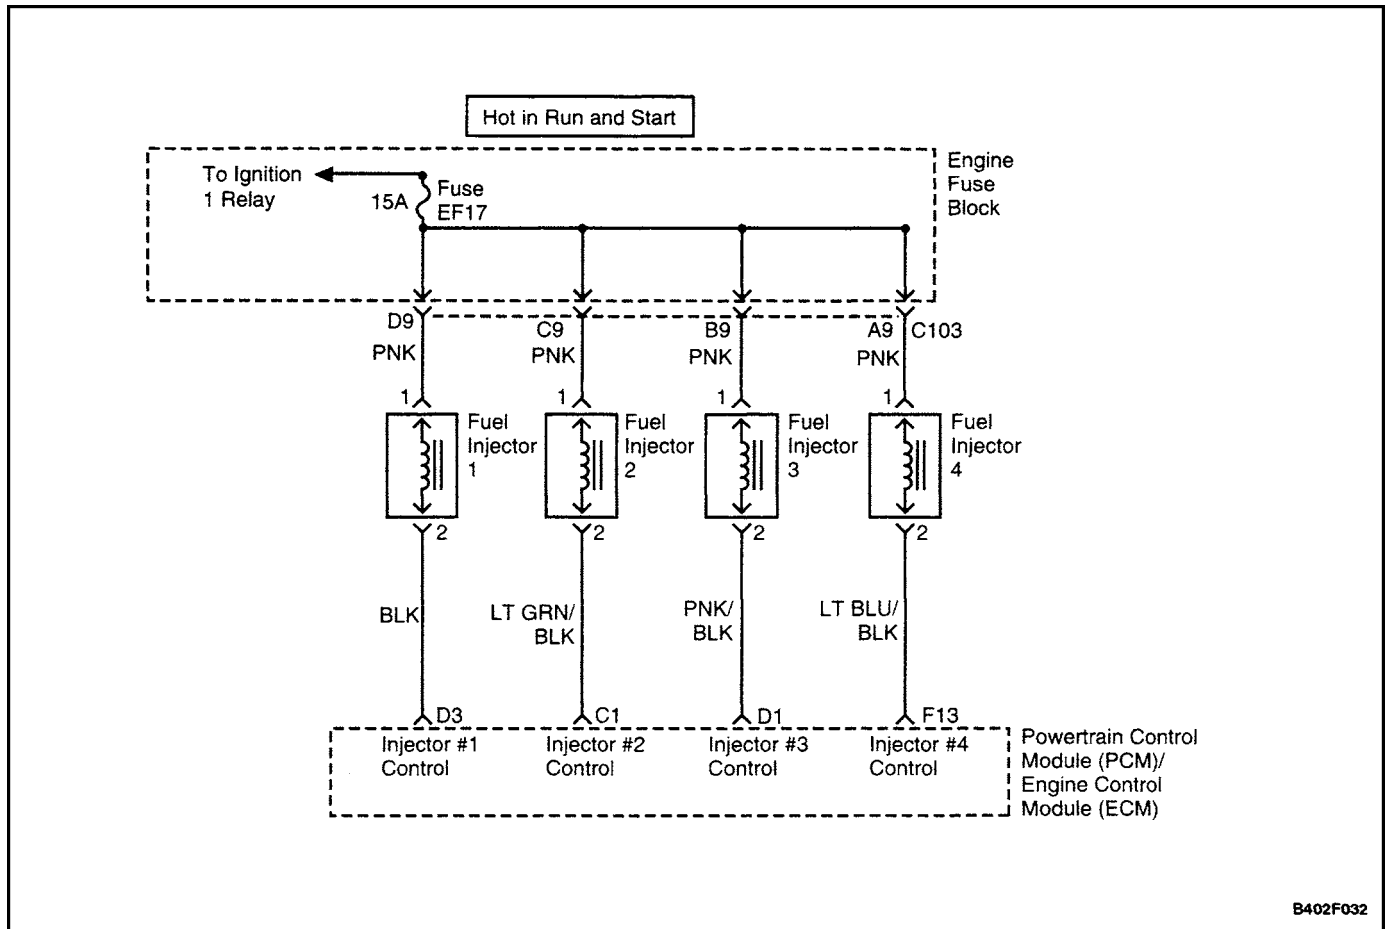 Hot in Run and Start
To Ignition
1 Relay
15A
Fuse
EF17
Engine
Fuse
Block
D9
C9
B9
A9
C103
PNK
PNK
PNK
PNK
1
1
1
1
Fuel
Injector
1
Fuel
Injector
2
Fuel
Injector
3
Fuel
Injector
4
2
2
2
2
BLK
LT GRN/
BLK
PNK/
BLK
LT BLU/
BLK
D3
C1
D1
F13
Injector #1
Control
Injector #2
Control
Injector #3
Control
Injector #4
Control
Powertrain Control
Module (PCM)/
Engine Control
Module (ECM)
B402F032